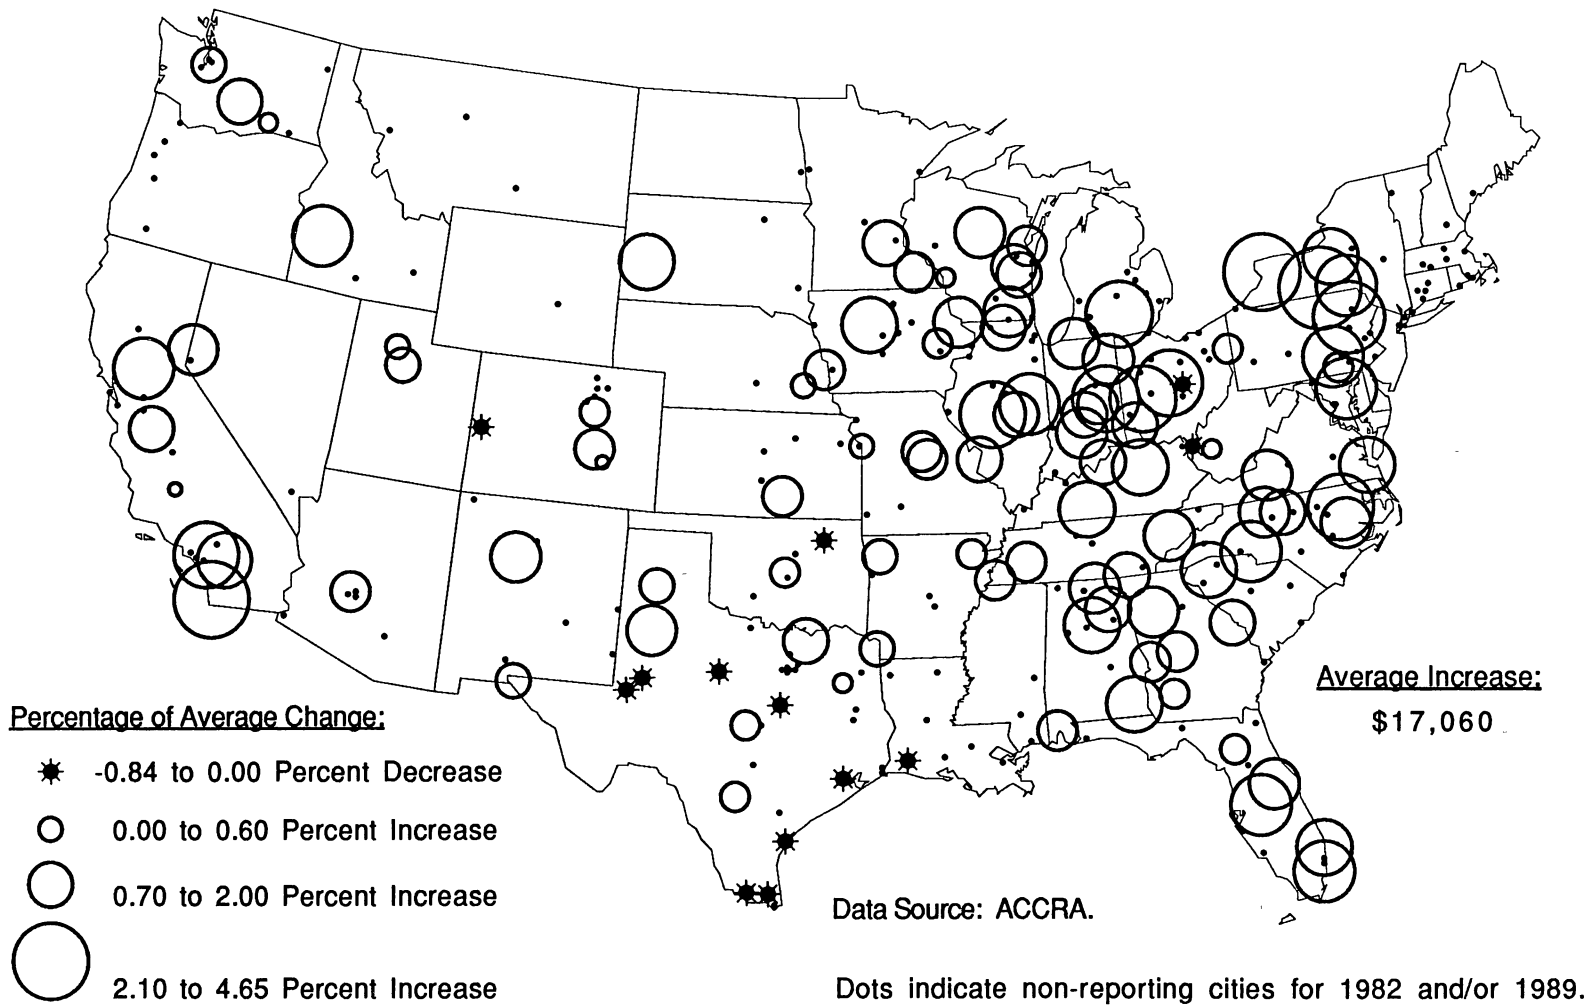 Average Increase:
$17,060
Percentage of Average Change:
-0.84 to 0.00 Percent Decrease
0.00 to 0.60 Percent Increase
0.70 to 2.00 Percent Increase
2.10 to 4.65 Percent Increase
Data Source: ACCRA.
Dots indicate non-reporting cities for 1982 and/or 1989.